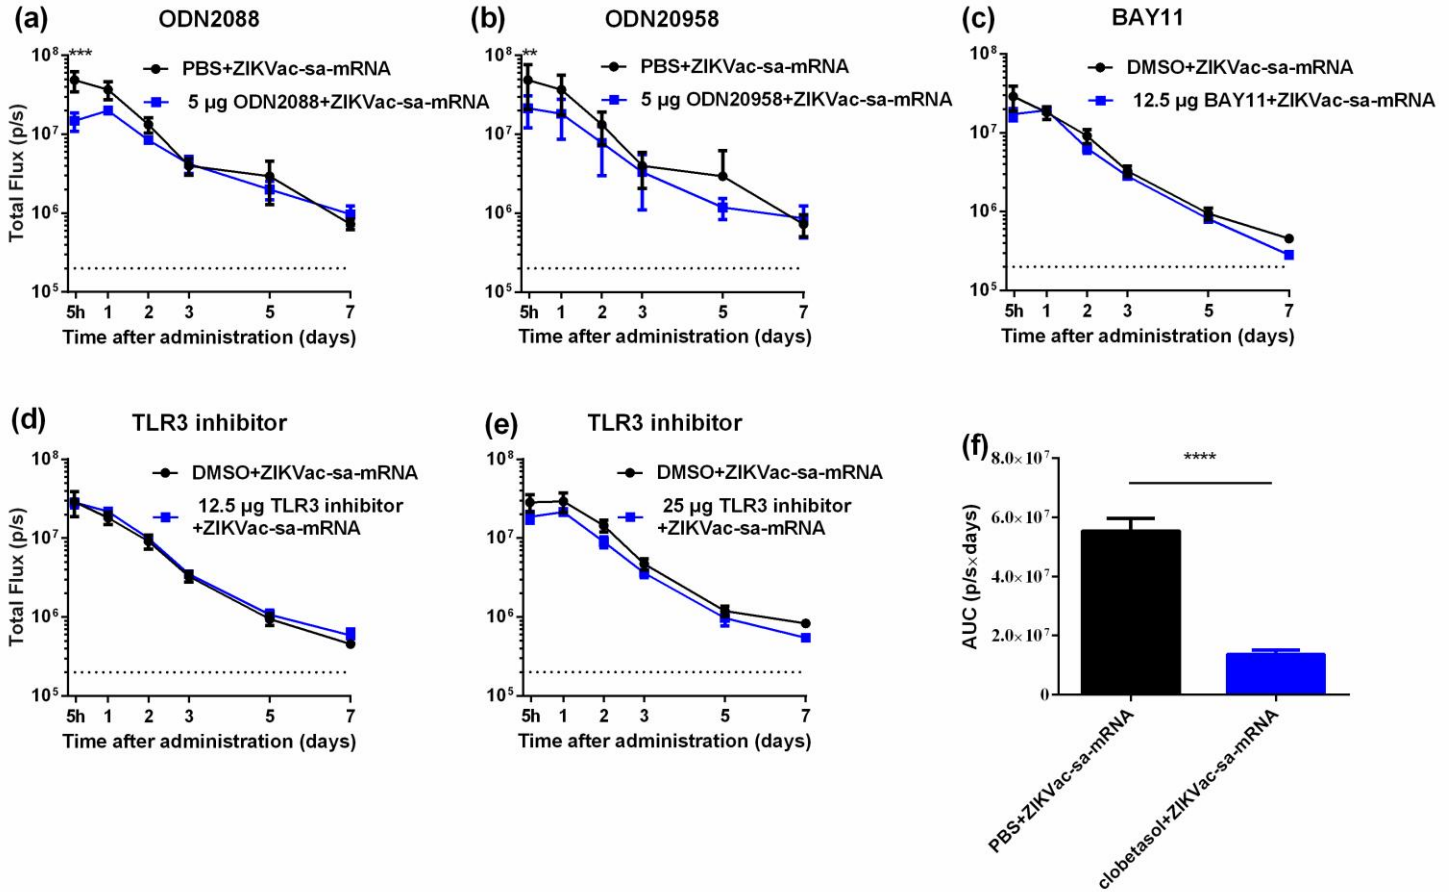 (a)
ODN2088
10⁸
10⁷
10⁶
10⁵
***
PBS+ZIKVac-sa-mRNA
5 µg ODN2088+ZIKVac-sa-mRNA
Total Flux (p/s)
5h 1 2 3 5 7
Time after administration (days)
(b)
ODN20958
10⁸
10⁷
10⁶
10⁵
**
PBS+ZIKVac-sa-mRNA
5 µg ODN20958+ZIKVac-sa-mRNA
5h 1 2 3 5 7
Time after administration (days)
(c)
BAY11
10⁸
10⁷
10⁶
10⁵
DMSO+ZIKVac-sa-mRNA
12.5 µg BAY11+ZIKVac-sa-mRNA
5h 1 2 3 5 7
Time after administration (days)
(d)
TLR3 inhibitor
10⁸
10⁷
10⁶
10⁵
DMSO+ZIKVac-sa-mRNA
12.5 µg TLR3 inhibitor
+ZIKVac-sa-mRNA
Total Flux (p/s)
5h 1 2 3 5 7
Time after administration (days)
(e)
TLR3 inhibitor
10⁸
10⁷
10⁶
10⁵
DMSO+ZIKVac-sa-mRNA
25 µg TLR3 inhibitor
+ZIKVac-sa-mRNA
5h 1 2 3 5 7
Time after administration (days)
(f)
8.0×10⁷
6.0×10⁷
4.0×10⁷
2.0×10⁷
0
****
AUC (p/s×days)
PBS+ZIKVac-sa-mRNA
clobetasol+ZIKVac-sa-mRNA